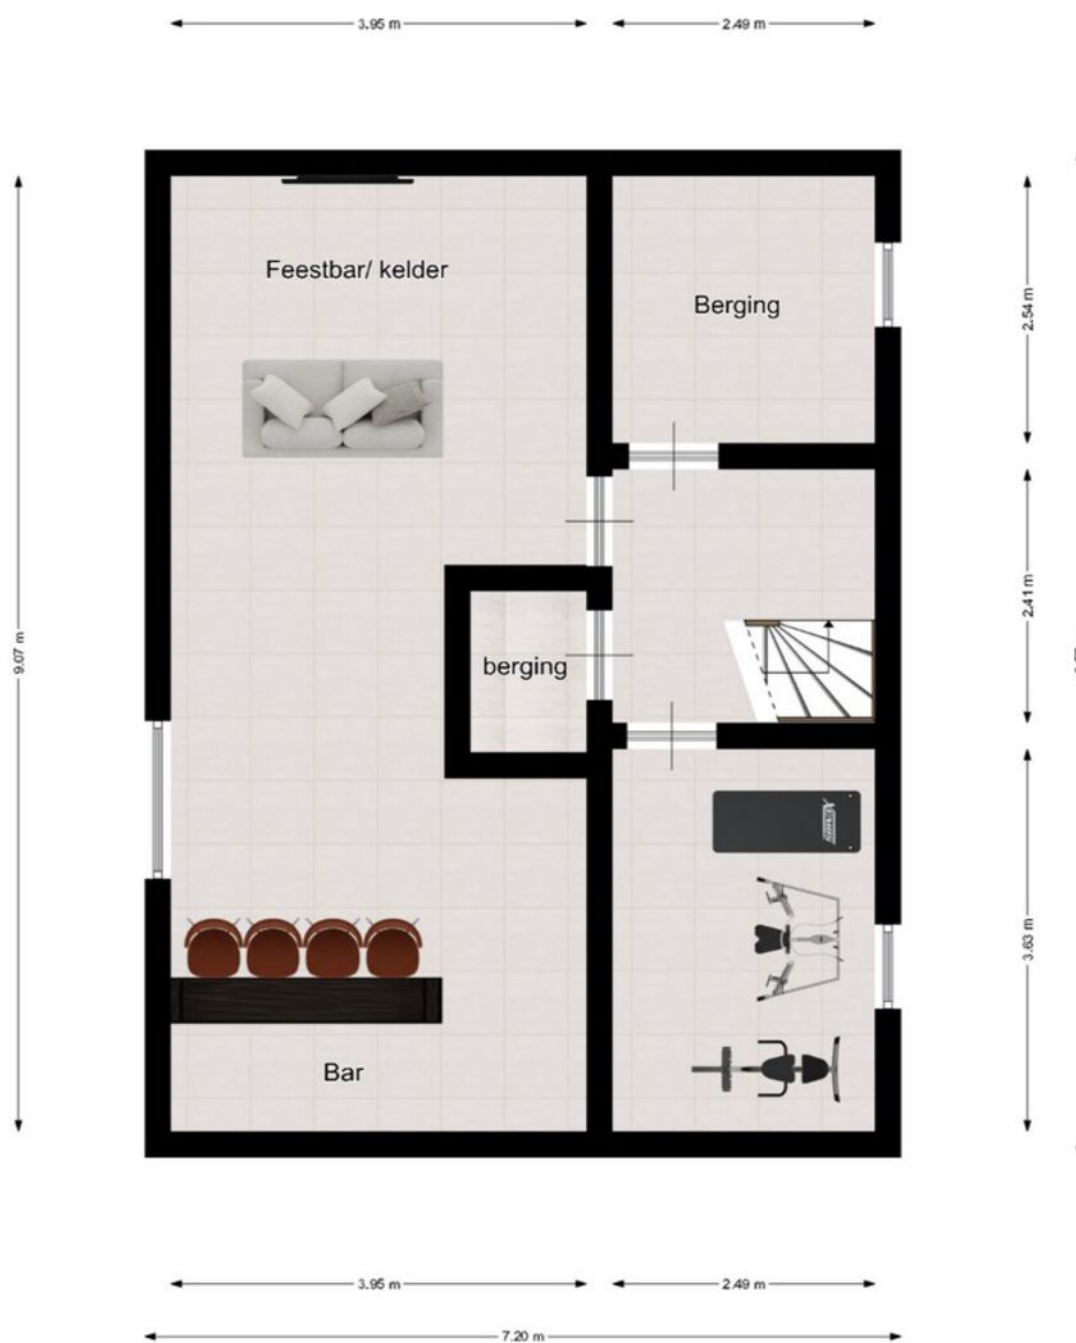 3.95 m
2.49 m
Feestbar/ kelder
Berging
2.54 m
2.41 m
9.07 m
berging
3.63 m
Bar
3.95 m
2.49 m
7.20 m